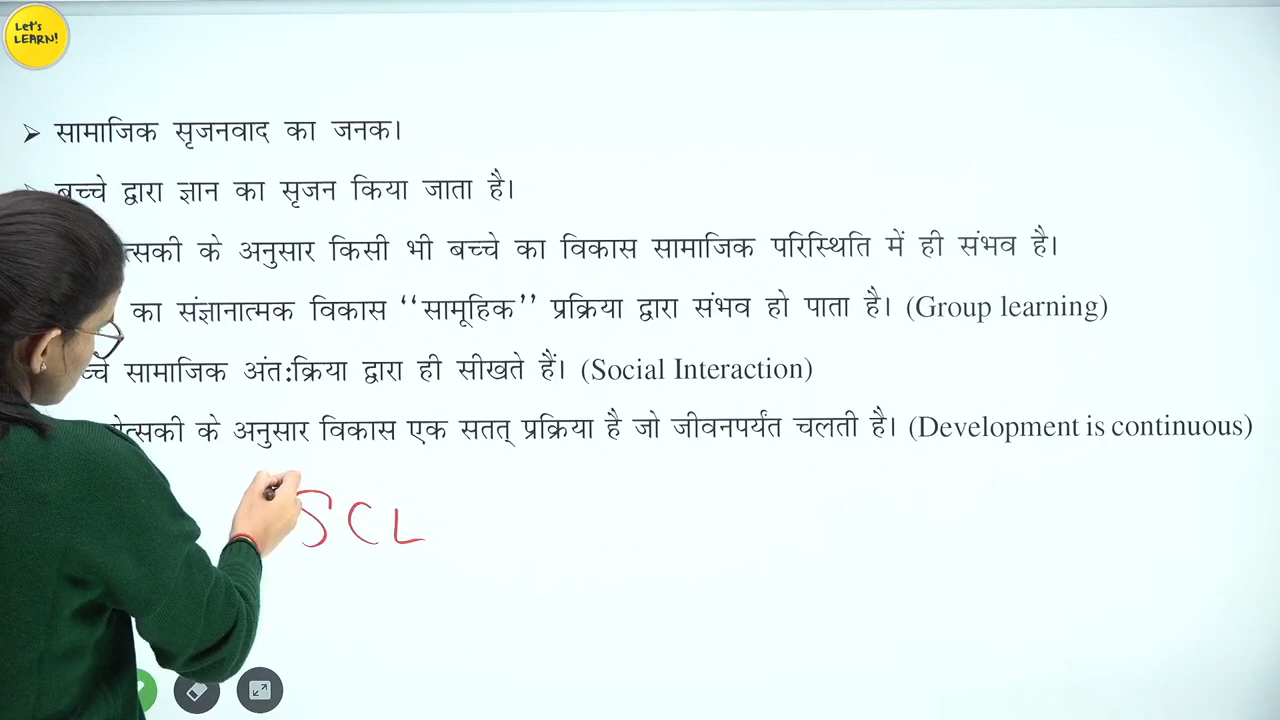 Let's
LEARN!
➤ सामाजिक सृजनवाद का जनक।
बच्चे द्वारा ज्ञान का सृजन किया जाता है।
के अनुसार किसी भी बच्चे का विकास सामाजिक परिस्थिति में ही संभव है।
का संज्ञानात्मक विकास ‘‘सामूहिक’’ प्रक्रिया द्वारा संभव हो पाता है। (Group learning)
सामाजिक अंत:क्रिया द्वारा ही सीखते हैं। (Social Interaction)
के अनुसार विकास एक सतत् प्रक्रिया है जो जीवनपर्यंत चलती है। (Development is continuous)
SCL